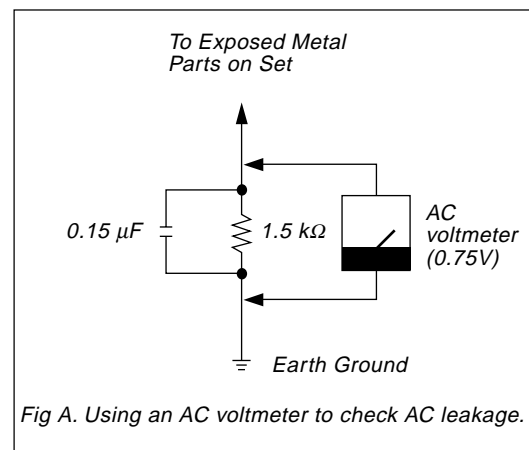 To Exposed Metal
Parts on Set
0.15 μF
1.5 kΩ
AC
voltmeter
(0.75V)
Earth Ground
Fig A. Using an AC voltmeter to check AC leakage.